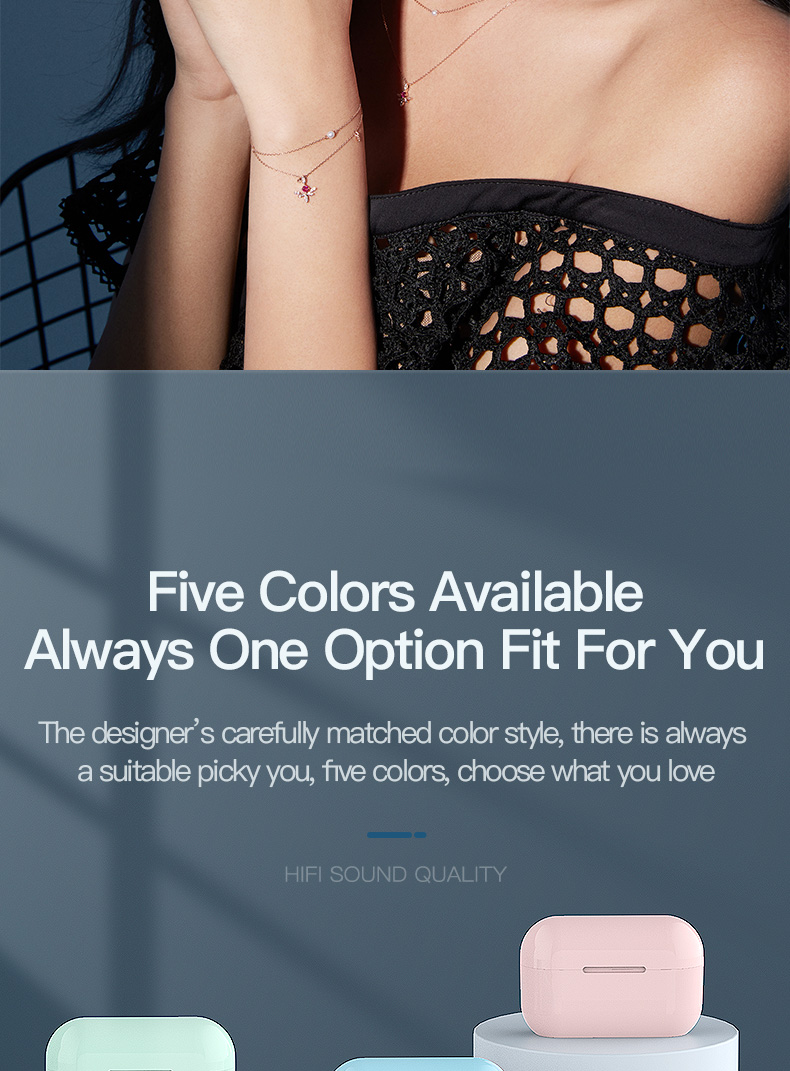 Five Colors Available
Always One Option Fit For You
The designer’s carefully matched color style, there is always
a suitable picky you, five colors, choose what you love
HIFI SOUND QUALITY